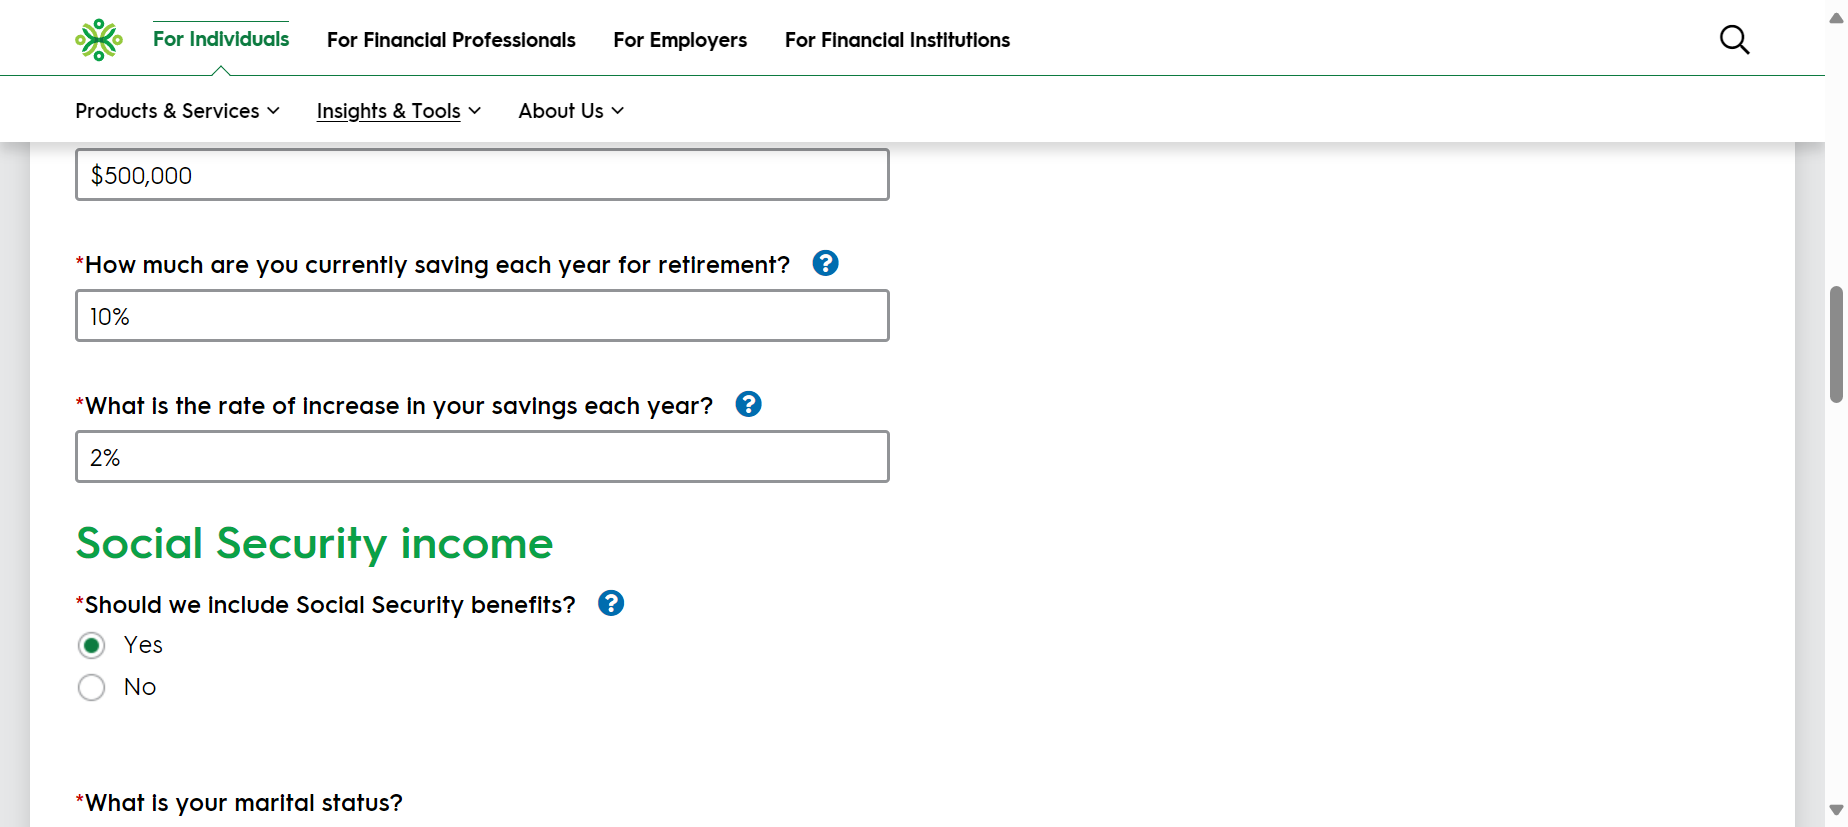 For Individuals
For Financial Professionals
For Employers
For Financial Institutions
Products & Services
Insights & Tools
About Us
$500,000
*How much are you currently saving each year for retirement? ?
10%
*What is the rate of increase in your savings each year? ?
2%
Social Security income
*Should we include Social Security benefits? ?
Yes
No
*What is your marital status?